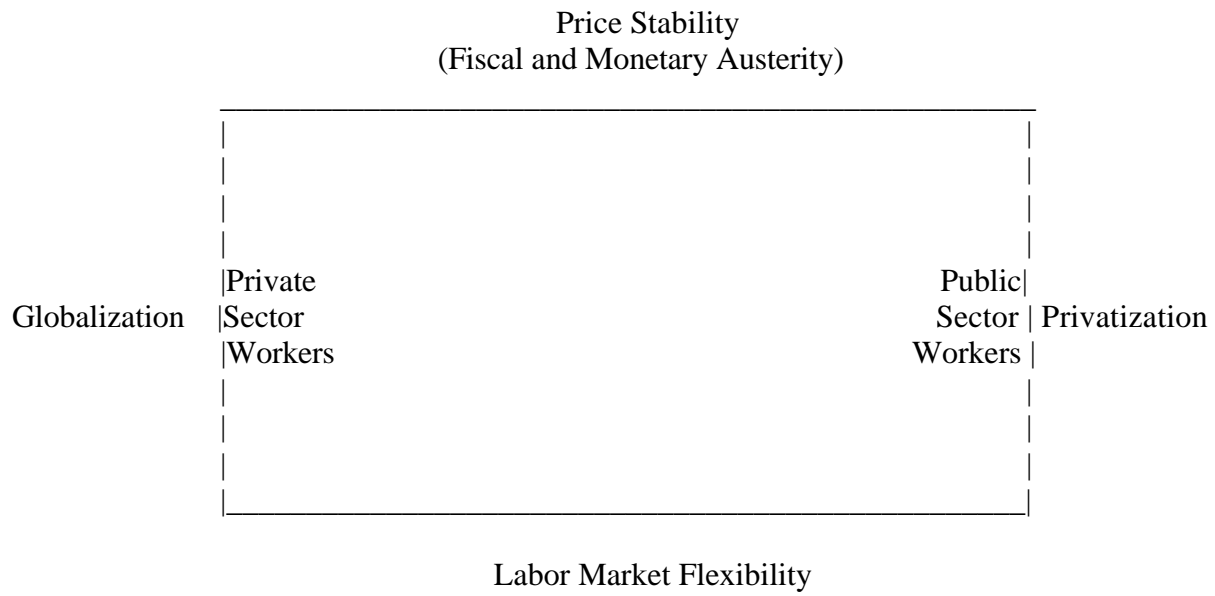 Price Stability
(Fiscal and Monetary Austerity)
Private Public
Globalization Sector Sector Privatization
Workers Workers
Labor Market Flexibility